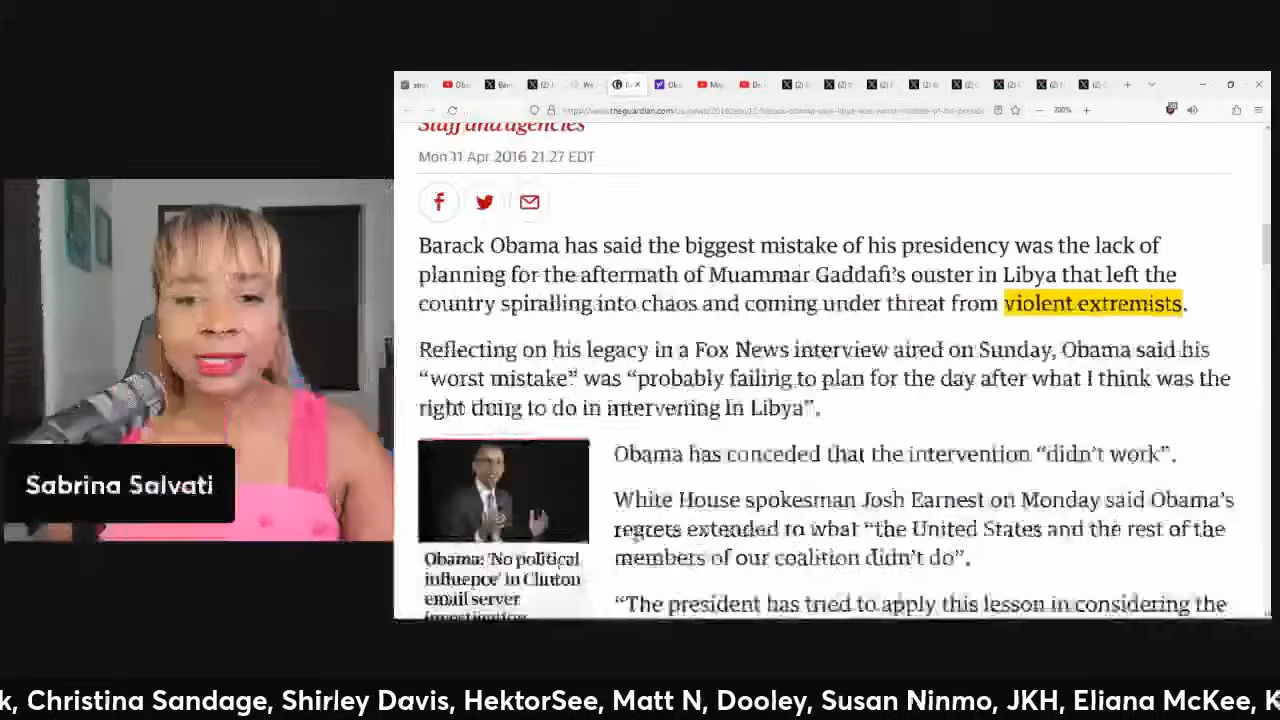 Staff and agencies
Mon 11 Apr 2016 21.27 EDT
Barack Obama has said the biggest mistake of his presidency was the lack of
planning for the aftermath of Muammar Gaddafi's ouster in Libya that left the
country spiralling into chaos and coming under threat from violent extremists.
Reflecting on his legacy in a Fox News interview aired on Sunday, Obama said his
"worst mistake" was "probably failing to plan for the day after what I think was the
right thing to do in intervening in Libya".
Obama has conceded that the intervention "didn't work".
White House spokesman Josh Earnest on Monday said Obama's
regrets extended to what "the United States and the rest of the
members of our coalition didn't do".
"The president has tried to apply this lesson in considering the
Obama: 'No political
influence' in Clinton
email server
investigation
200%
Sabrina Salvati
k, Christina Sandage, Shirley Davis, HektorSee, Matt N, Dooley, Susan Ninmo, JKH, Eliana McKee, K